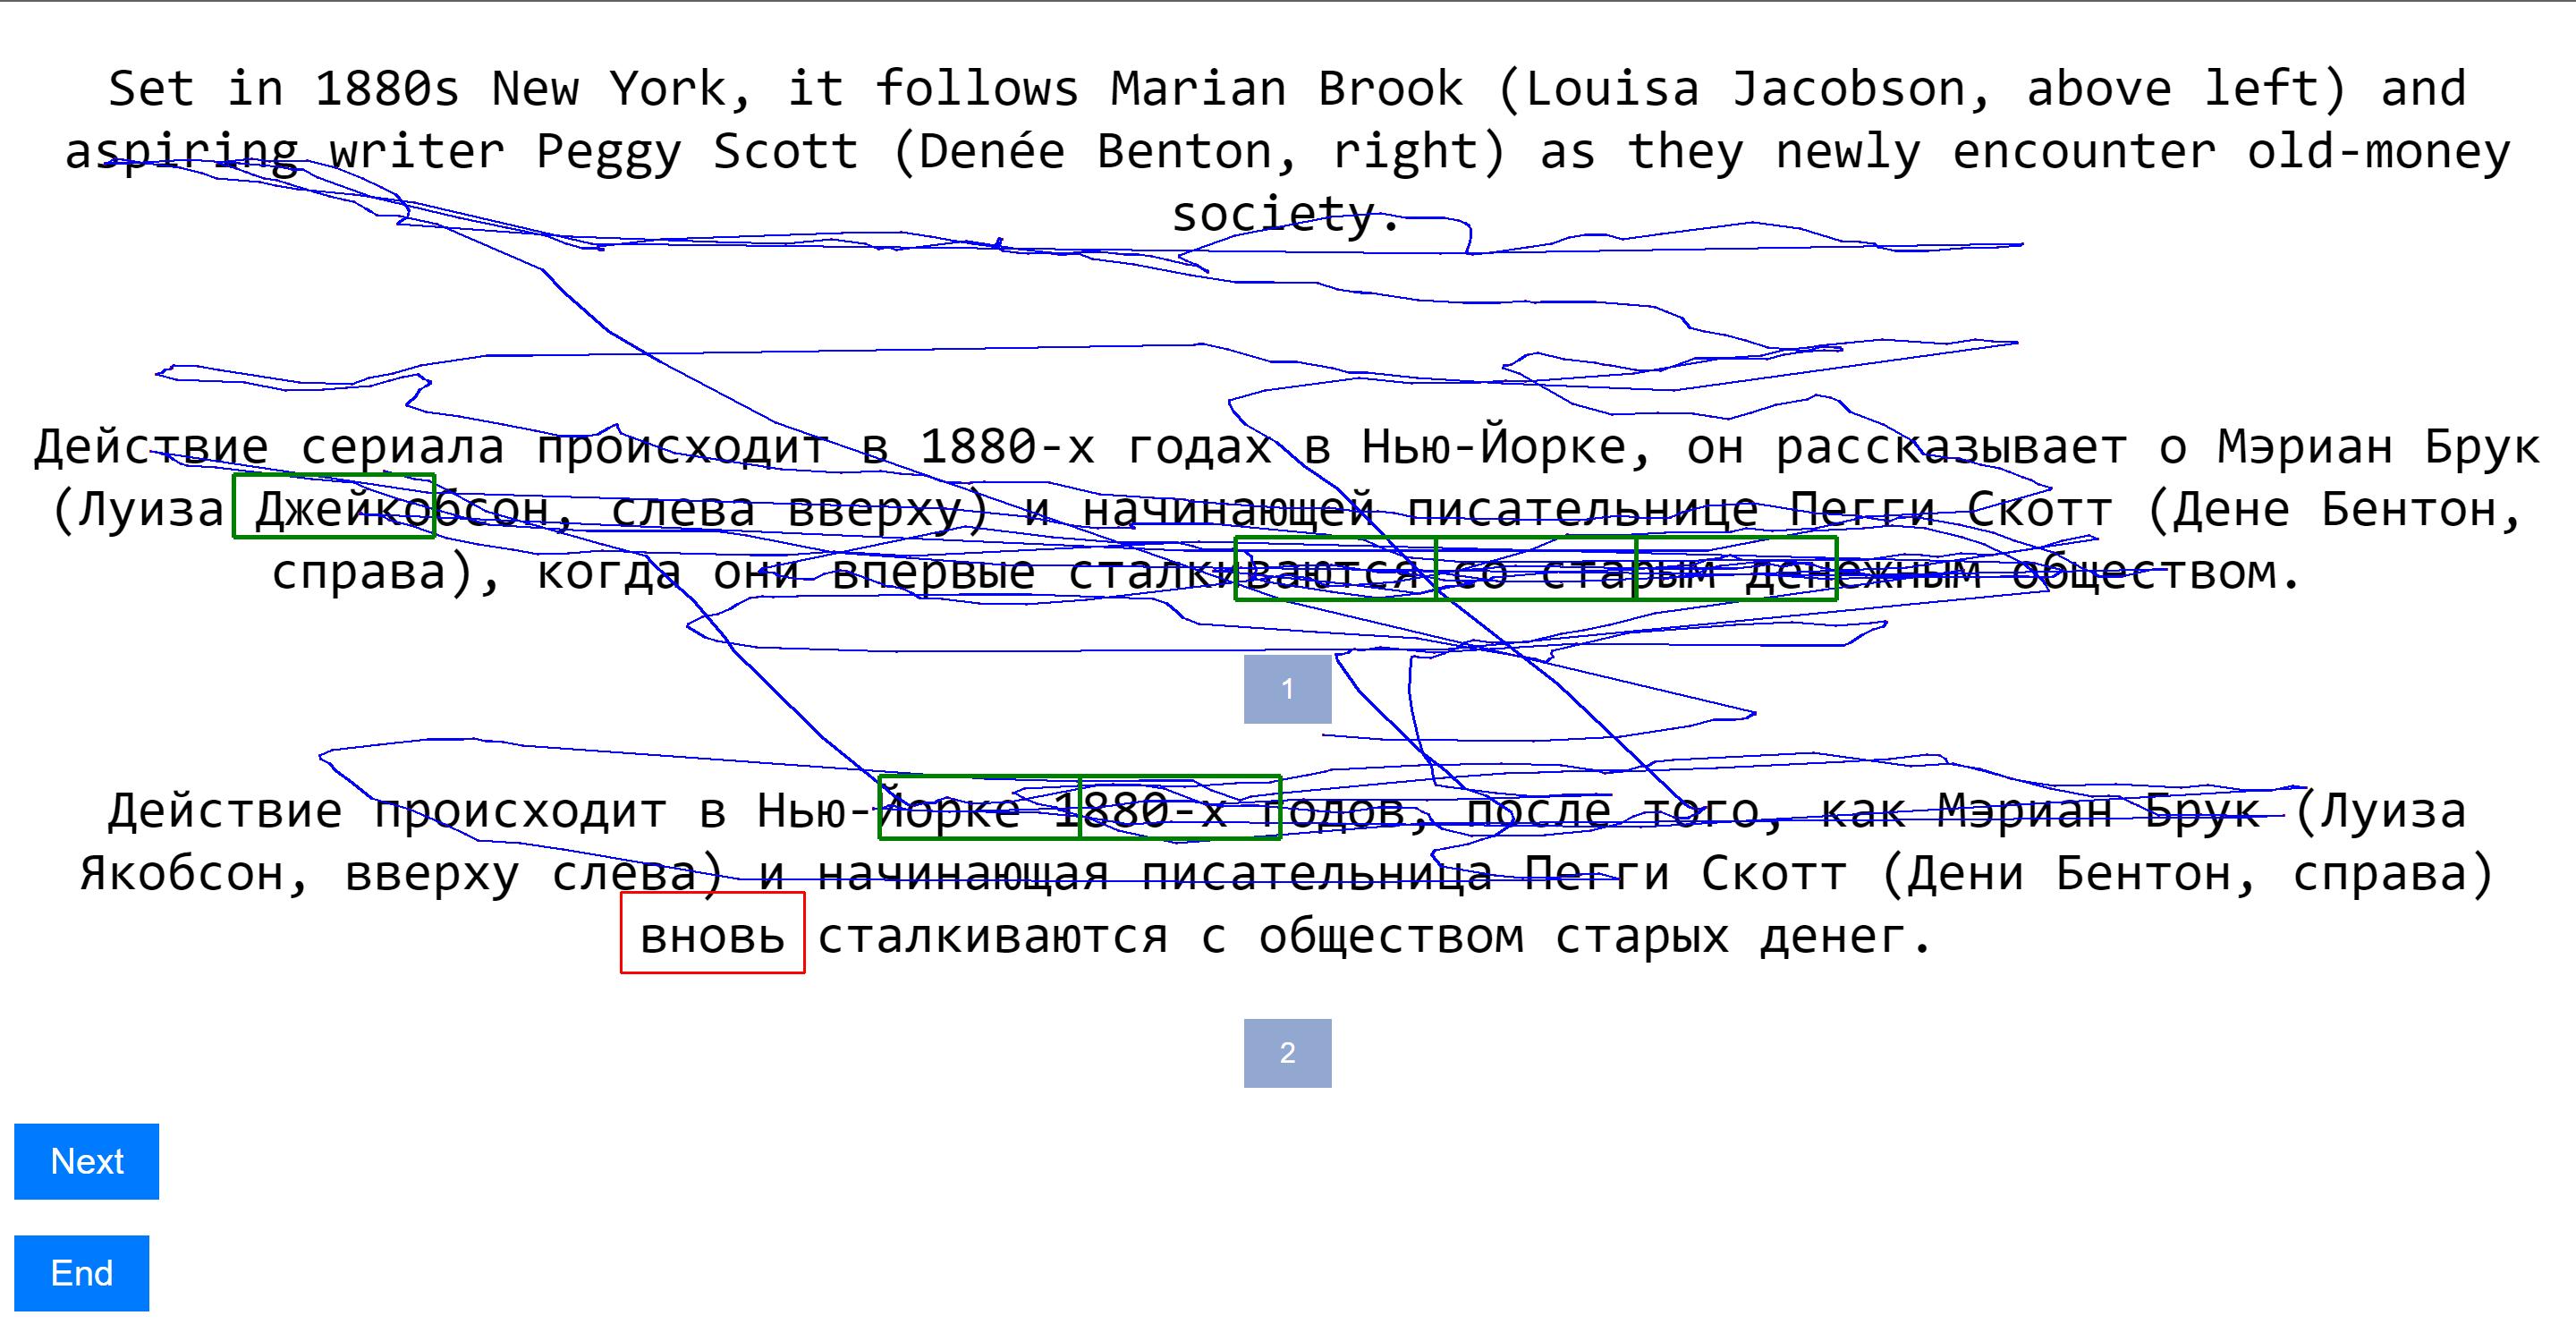 Set in 1880s New York, it follows Marian Brook (Louisa Jacobson, above left) and
aspiring writer Peggy Scott (Denée Benton, right) as they newly encounter old-money
society.
Действие сериала происходит в 1880-х годах в Нью-Йорке, он рассказывает о Мэриан Брук
(Луиза Джейкобсон, слева вверху) и начинающей писательнице Пегги Скотт (Дене Бентон,
справа), когда они впервые сталкиваются со старым денежным обществом.
1
Действие происходит в Нью-Йорке 1880-х годов, после того, как Мэриан Брук (Луиза
Якобсон, вверху слева) и начинающая писательница Пегги Скотт (Дени Бентон, справа)
вновь сталкиваются с обществом старых денег.
2
Next
End